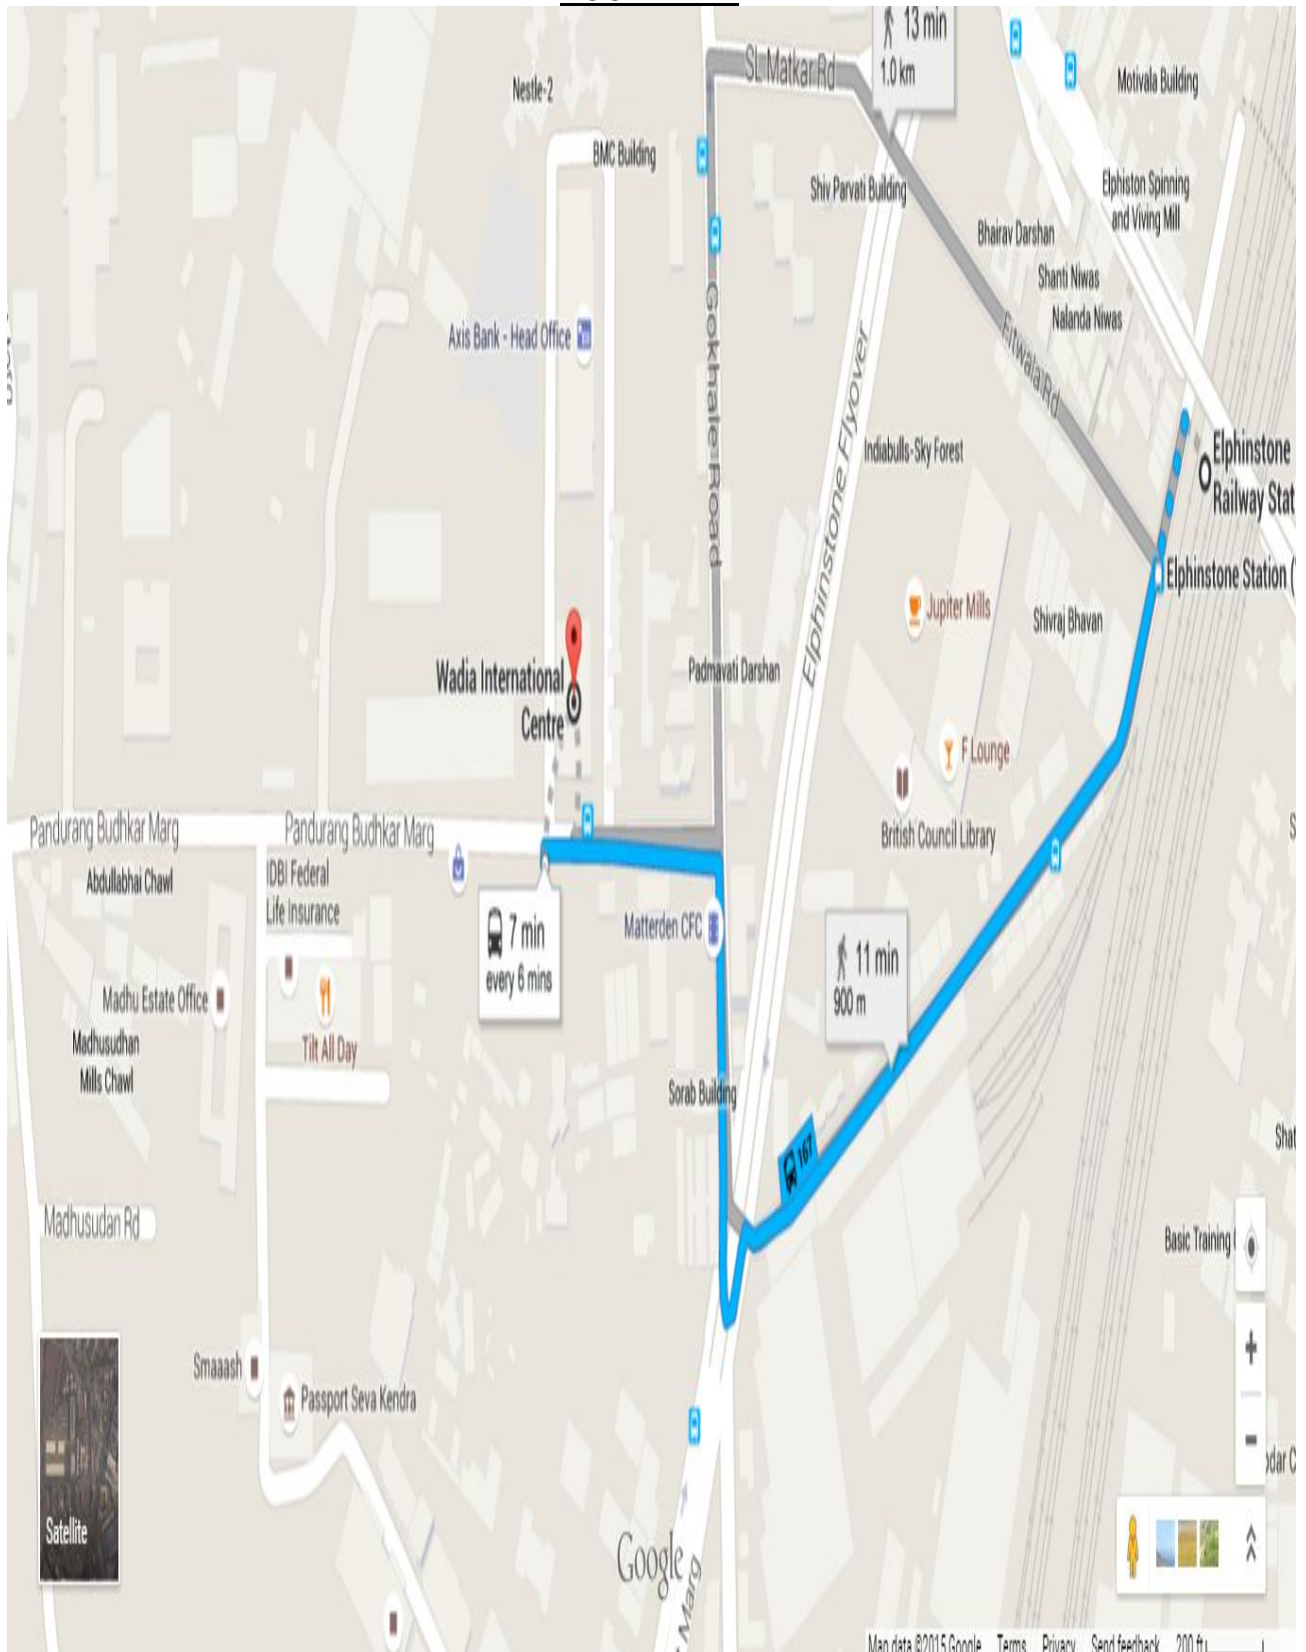 13 min
1.0 km
SL Matkar Rd
Motivala Building
Nestle-2
BMC Building
Shiv Parvati Building
Elphiston Spinning
and Viving Mill
Bhairav Darshan
Shanti Niwas
Nalanda Niwas
Axis Bank - Head Office
Gokhale Road
Fitwala Rd
Elphinstone Flyover
Indiabulls-Sky Forest
Elphinstone
Railway Stat
Elphinstone Station (
Jupiter Mills
Shivraj Bhavan
Padmavati Darshan
Wadia International
Centre
F Lounge
British Council Library
Pandurang Budhkar Marg
Pandurang Budhkar Marg
Abdullabhai Chawl
IDBI Federal
Life Insurance
7 min
every 6 mins
Matterden CFC
11 min
900 m
Madhu Estate Office
Tilt All Day
Madhusudhan
Mills Chawl
Sorab Building
167
Shat
Madhusudan Rd
Basic Training
Smaaash
Passport Seva Kendra
odar C
Satellite
Google
Marg
Map data ©2015 Google Terms Privacy Send feedback 200 ft